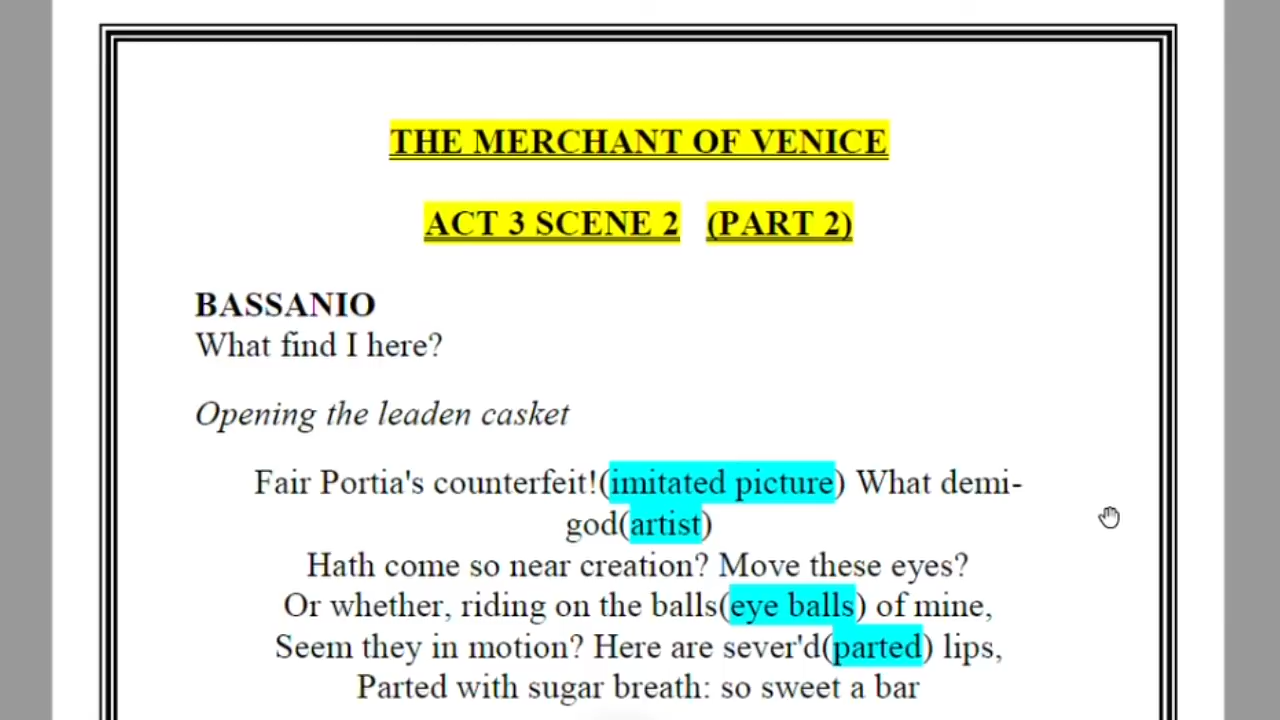 THE MERCHANT OF VENICE
ACT 3 SCENE 2 (PART 2)
BASSANIO
What find I here?
Opening the leaden casket
Fair Portia's counterfeit!(imitated picture) What demi-
god(artist)
Hath come so near creation? Move these eyes?
Or whether, riding on the balls(eye balls) of mine,
Seem they in motion? Here are sever'd(parted) lips,
Parted with sugar breath: so sweet a bar